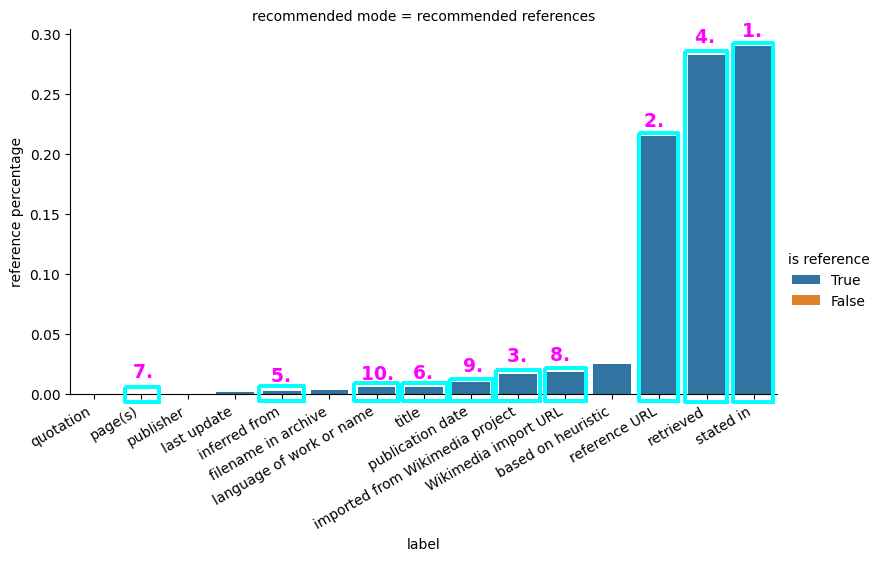 recommended mode = recommended references
reference percentage
0.30
0.25
0.20
0.15
0.10
0.05
0.00
7.
5.
10.
6.
9.
3.
8.
2.
4.
1.
is reference
True
False
quotation
page(s)
publisher
last update
inferred from
filename in archive
language of work or name
title
publication date
imported from Wikimedia project
Wikimedia import URL
based on heuristic
reference URL
retrieved
stated in
label